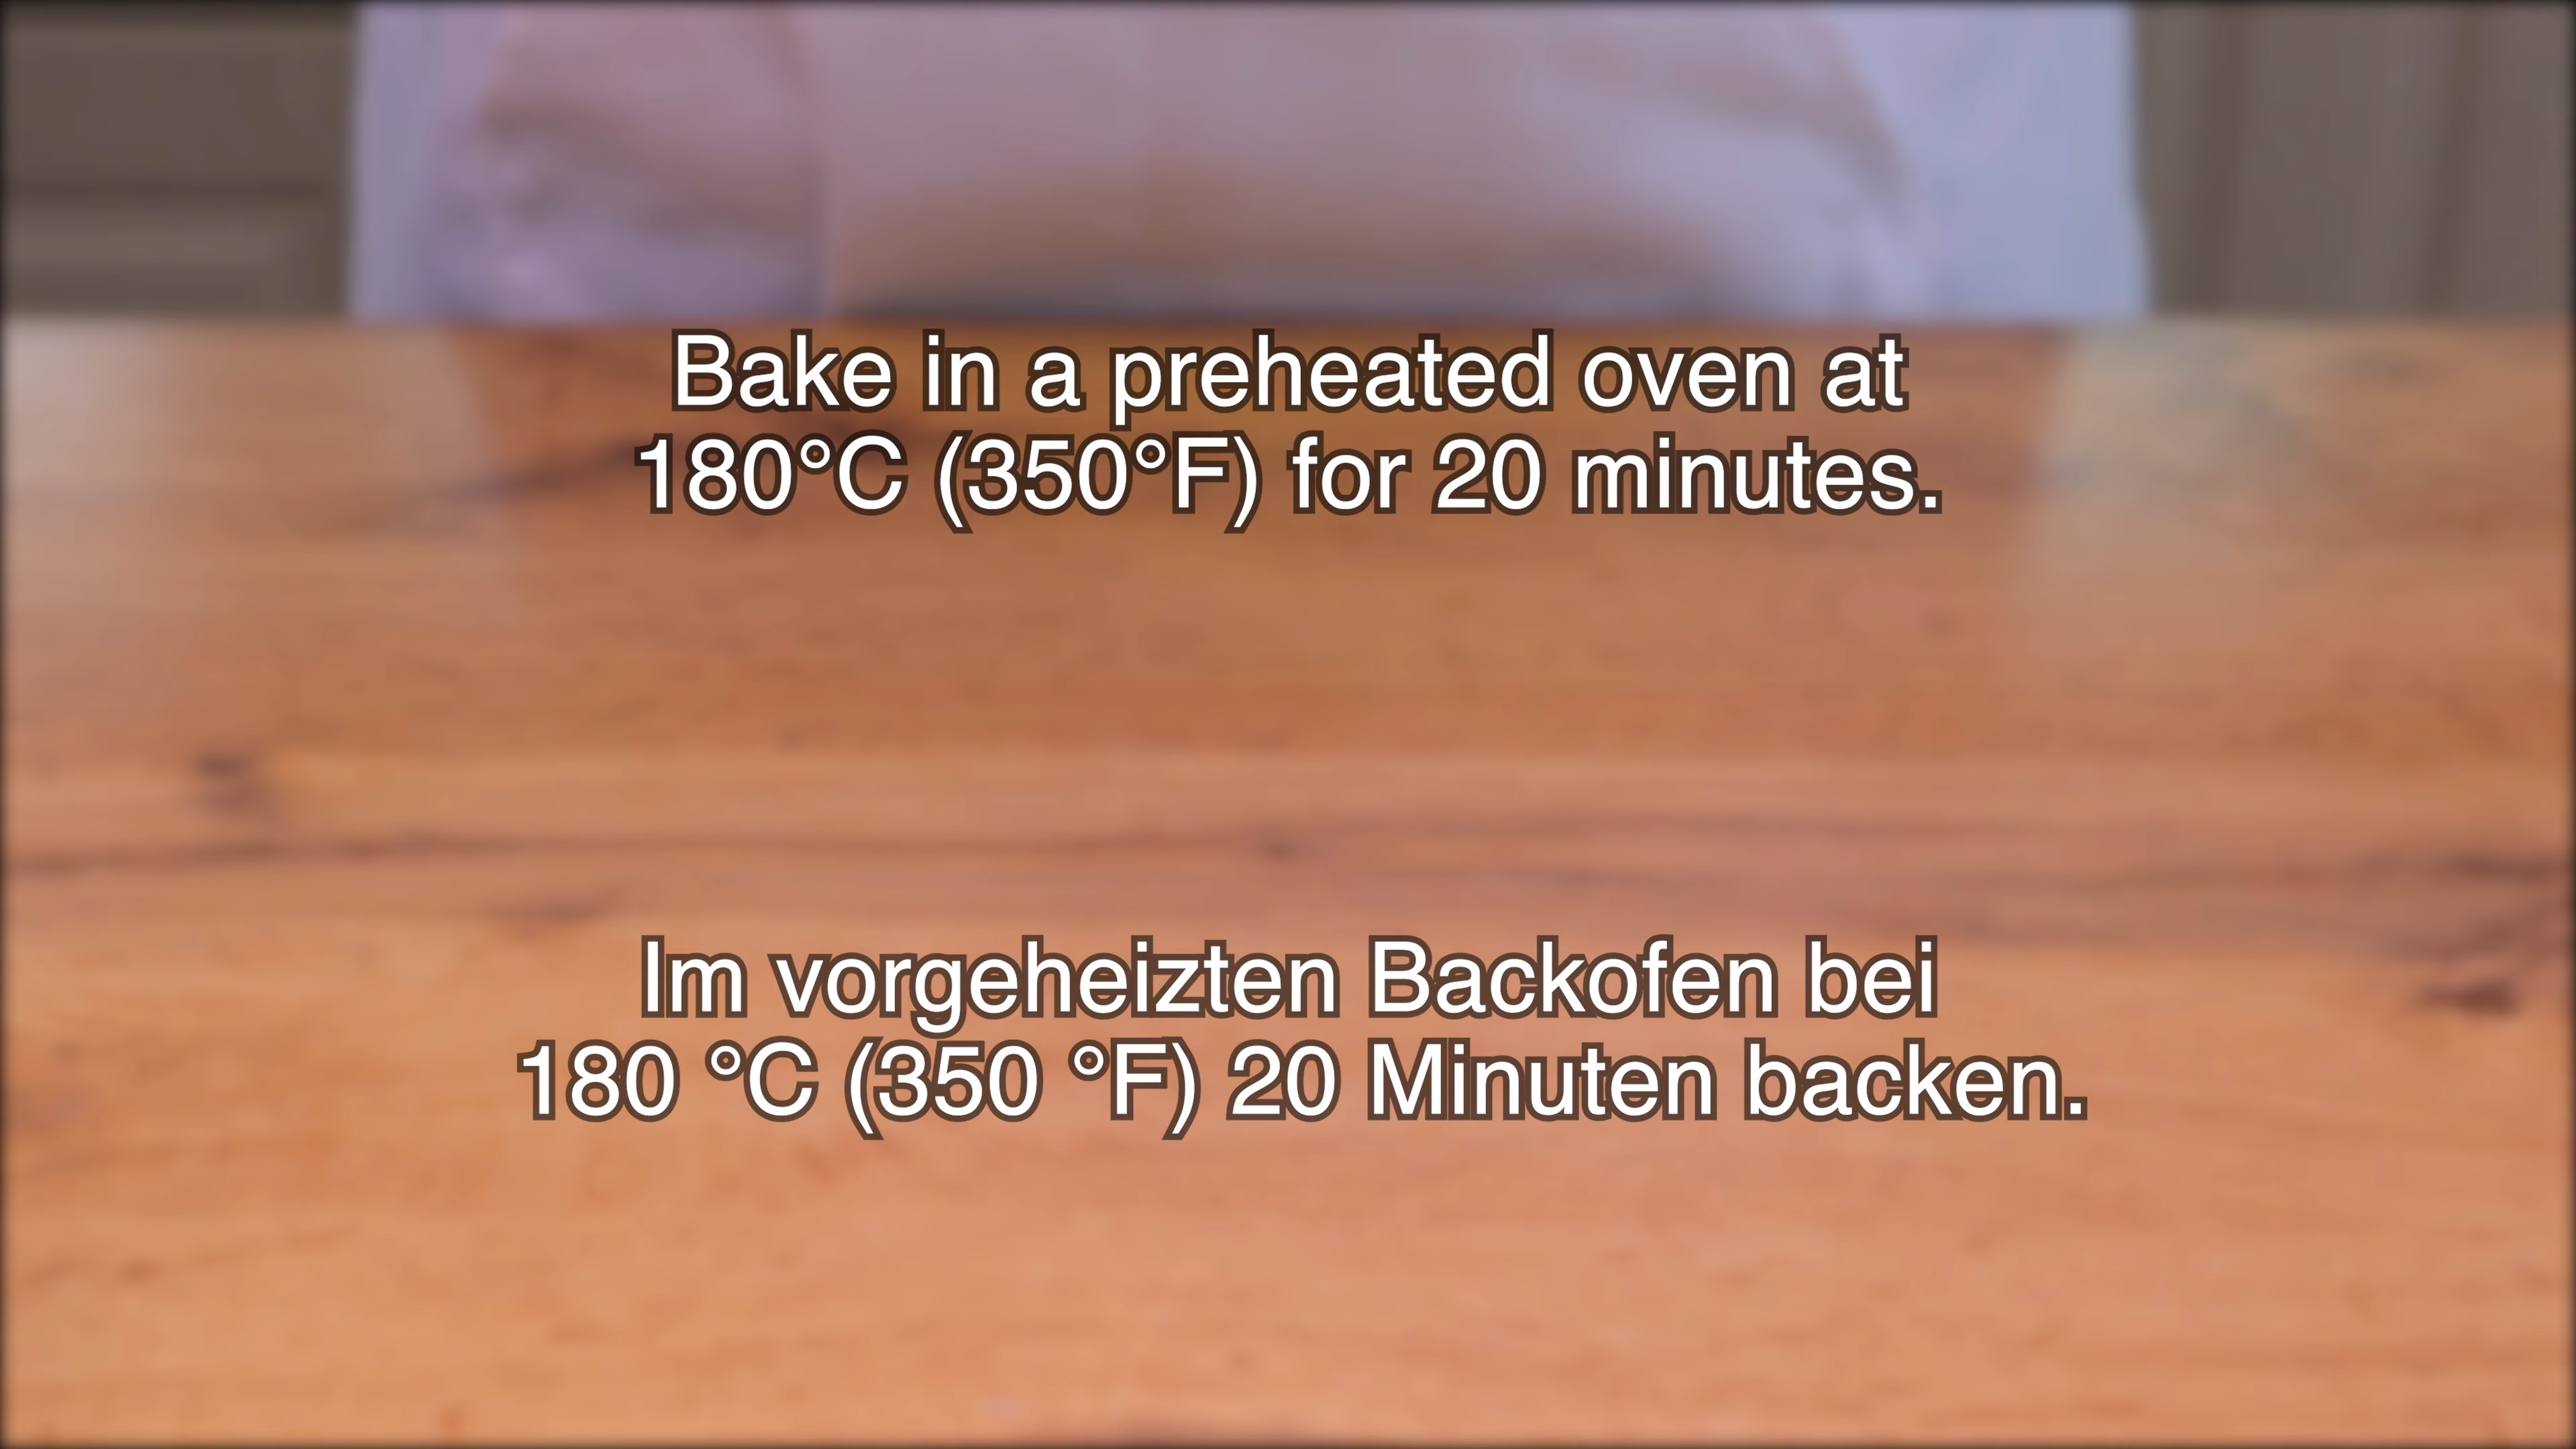 Bake in a preheated oven at
180°C (350°F) for 20 minutes.
Im vorgeheizten Backofen bei
180 °C (350 °F) 20 Minuten backen.